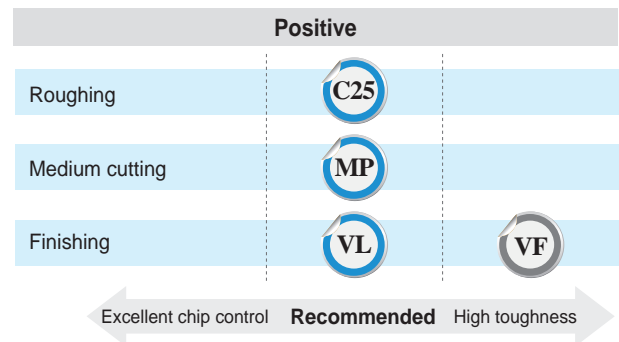 Positive
Roughing C25
Medium cutting MP
Finishing VL VF
Excellent chip control Recommended High toughness